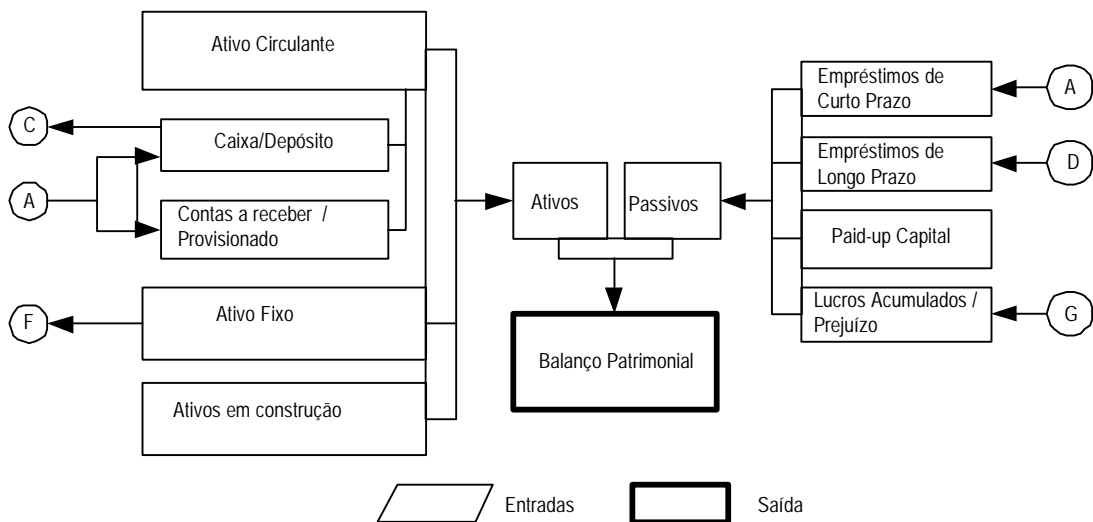 Ativo Circulante
C
Caixa/Depósito
A
Contas a receber /
Provisionado
F
Ativo Fixo
Ativos em construção
Ativos
Passivos
Balanço Patrimonial
Empréstimos de
Curto Prazo
A
Empréstimos de
Longo Prazo
D
Paid-up Capital
Lucros Acumulados /
Prejuízo
G
Entradas
Saída